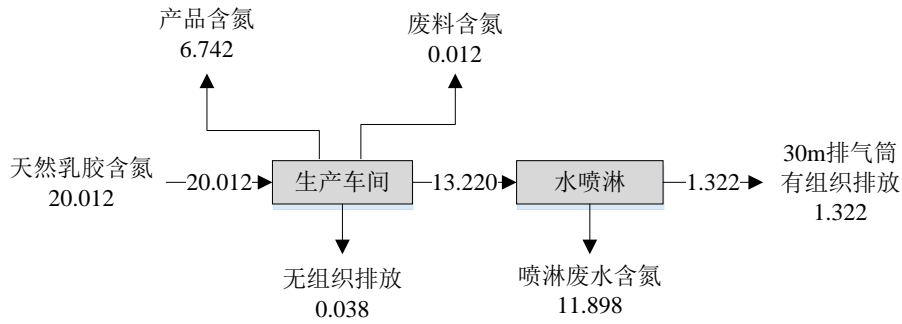 产品含氮
6.742
废料含氮
0.012
天然乳胶含氮
20.012
20.012
生产车间
13.220
水喷淋
1.322
30m排气筒
有组织排放
1.322
无组织排放
0.038
喷淋废水含氮
11.898